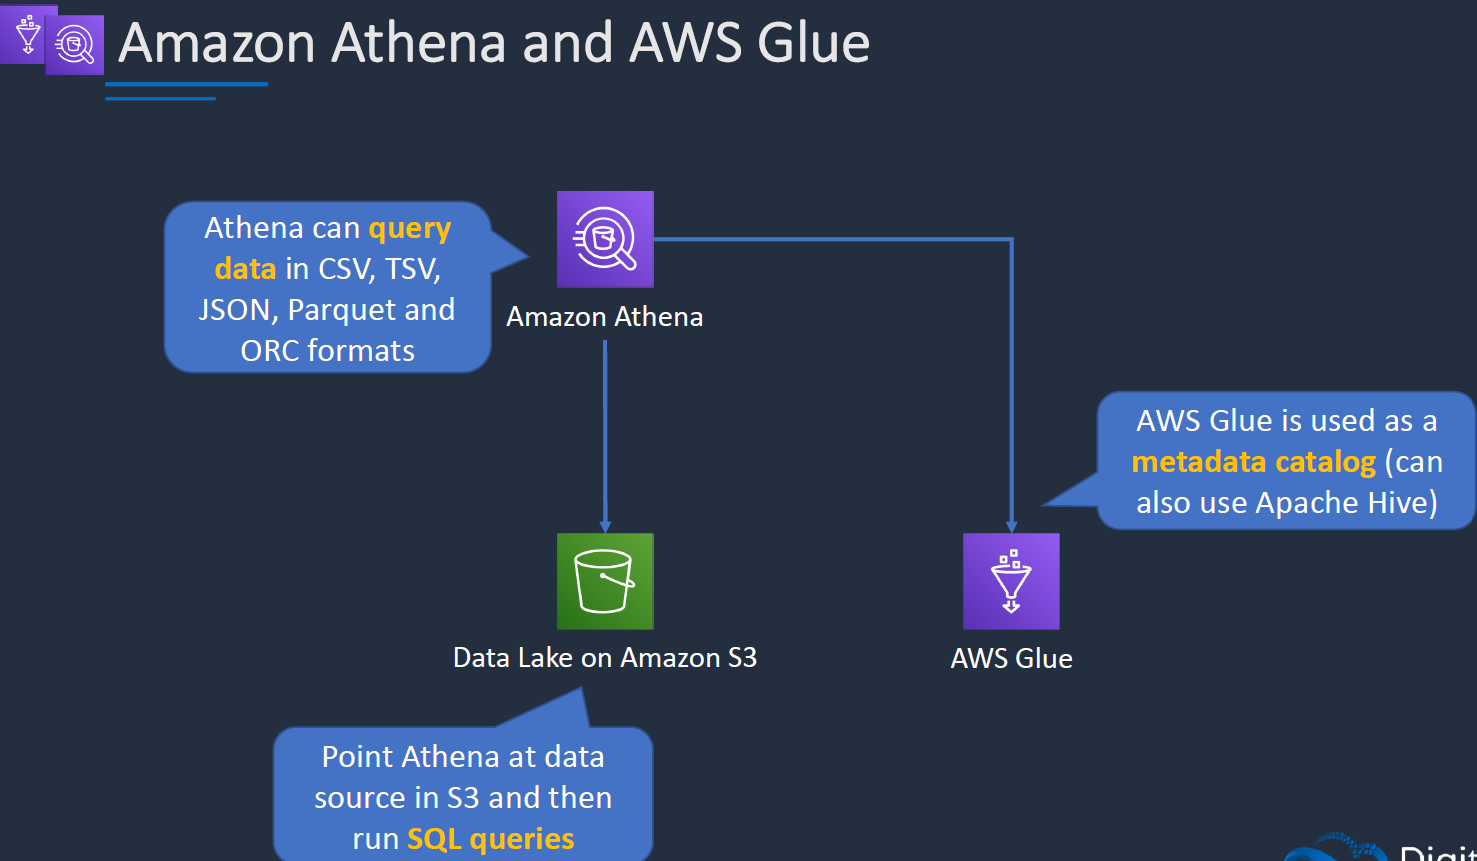 Amazon Athena and AWS Glue
Athena can query
data in CSV, TSV,
JSON, Parquet and
ORC formats
Amazon Athena
AWS Glue is used as a
metadata catalog (can
also use Apache Hive)
Data Lake on Amazon S3
AWS Glue
Point Athena at data
source in S3 and then
run SQL queries